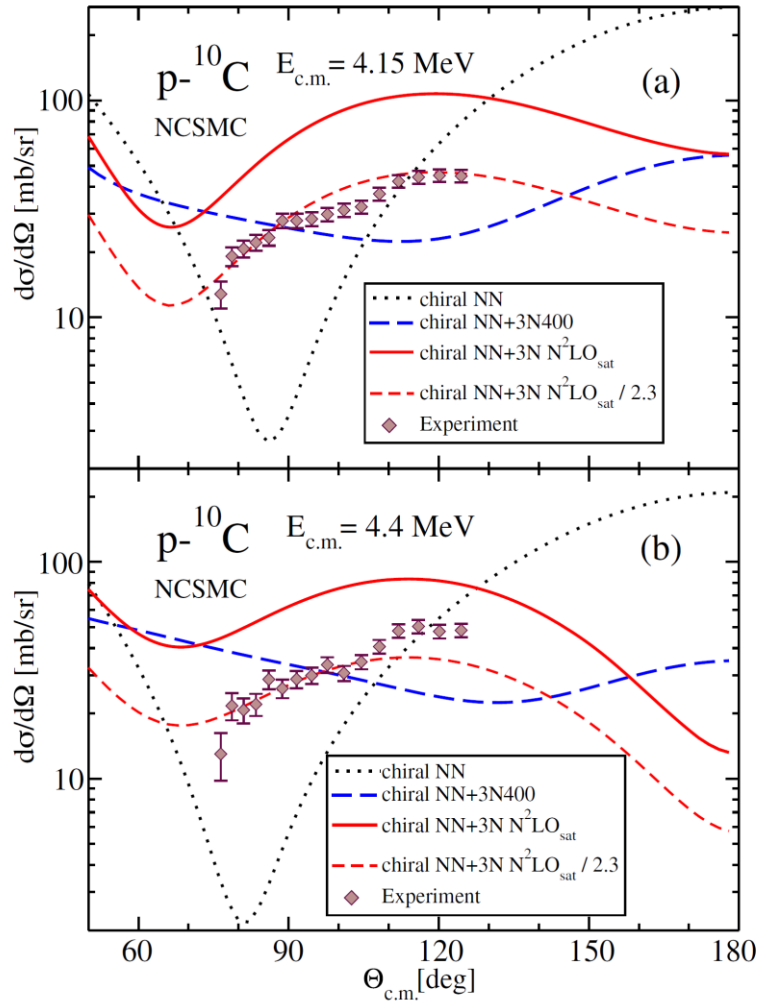 p-¹⁰C E_c.m. = 4.15 MeV (a)
NCSMC
100
10
dσ/dΩ [mb/sr]
chiral NN
chiral NN+3N400
chiral NN+3N N²LO_sat
chiral NN+3N N²LO_sat / 2.3
Experiment
p-¹⁰C E_c.m. = 4.4 MeV (b)
NCSMC
100
10
dσ/dΩ [mb/sr]
chiral NN
chiral NN+3N400
chiral NN+3N N²LO_sat
chiral NN+3N N²LO_sat / 2.3
Experiment
60 90 120 150 180
Θ_c.m. [deg]